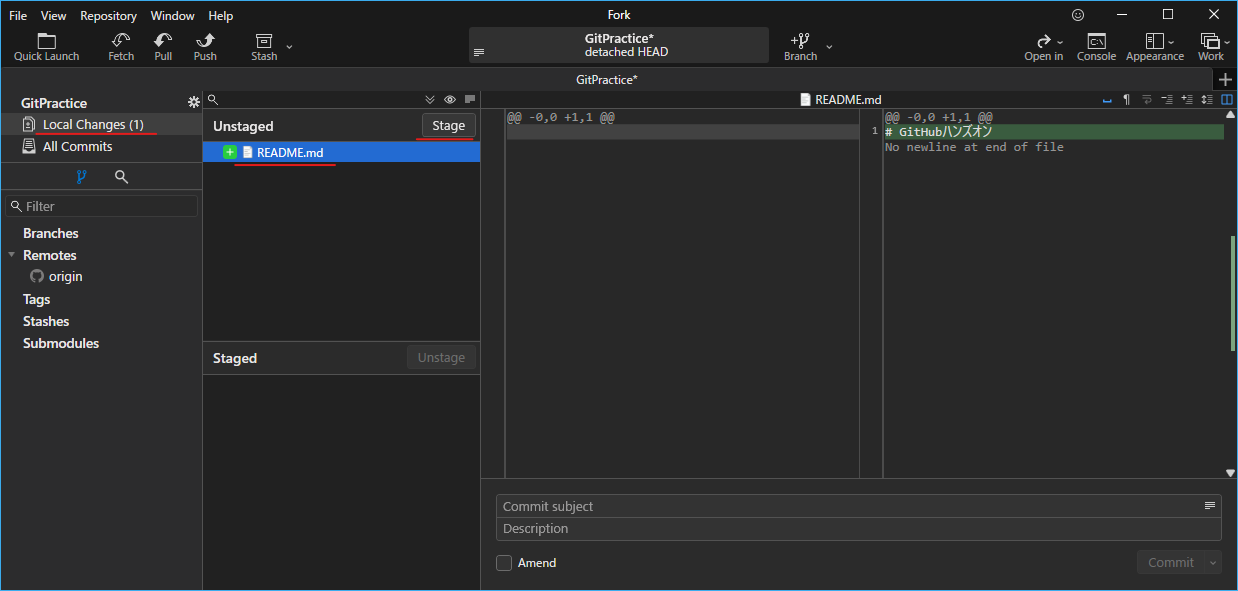 File View Repository Window Help
Fork
Quick Launch
Fetch
Pull
Push
Stash
GitPractice*
detached HEAD
Branch
Open in
Console
Appearance
Work
GitPractice*
GitPractice
Local Changes (1)
All Commits
Filter
Branches
Remotes
origin
Tags
Stashes
Submodules
Unstaged
Stage
README.md
Staged
Unstage
README.md
@@ -0,0 +1,1 @@
@@ -0,0 +1,1 @@
1 # GitHubハンズオン
No newline at end of file
Commit subject
Description
Amend
Commit